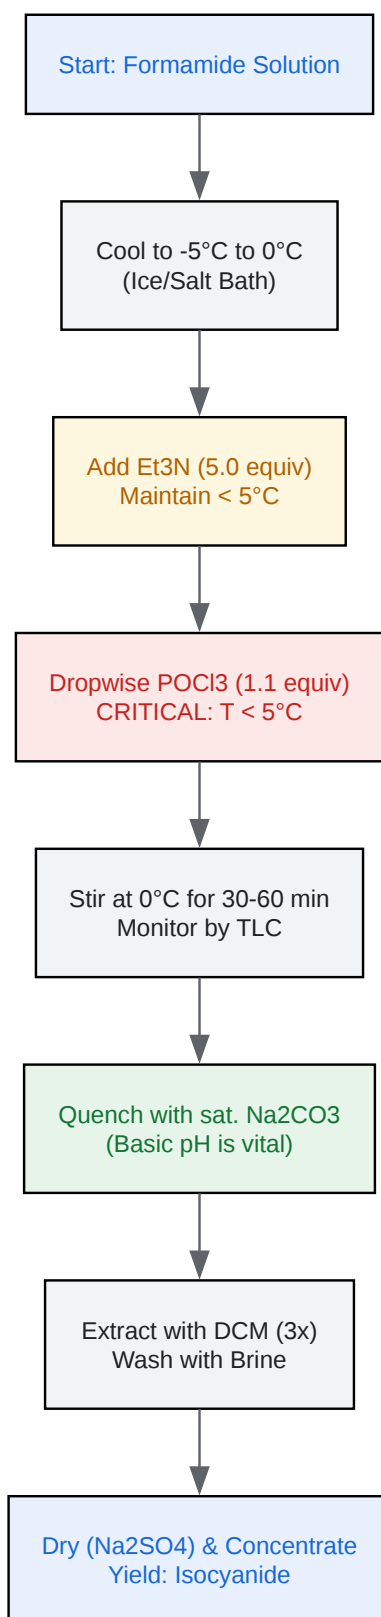 Start: Formamide Solution
Cool to -5°C to 0°C
(Ice/Salt Bath)
Add Et3N (5.0 equiv)
Maintain < 5°C
Dropwise POCl3 (1.1 equiv)
CRITICAL: T < 5°C
Stir at 0°C for 30-60 min
Monitor by TLC
Quench with sat. Na2CO3
(Basic pH is vital)
Extract with DCM (3x)
Wash with Brine
Dry (Na2SO4) & Concentrate
Yield: Isocyanide